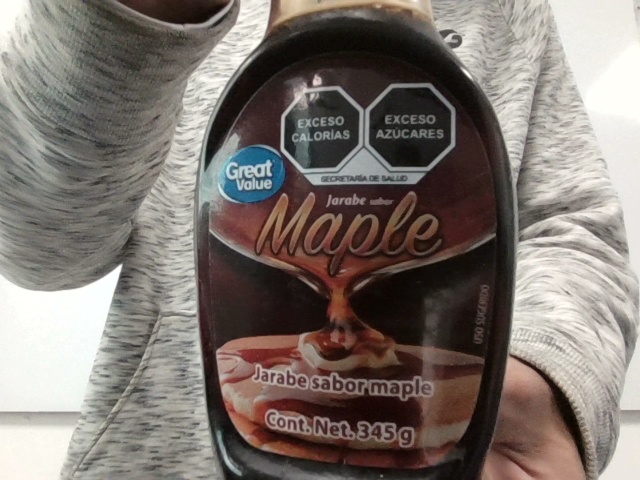 EXCESO
CALORÍAS
EXCESO
AZÚCARES
SECRETARÍA DE SALUD
Great
Value
Jarabe sabor
Maple
USO SUGERIDO
Jarabe sabor maple
Cont. Net. 345 g